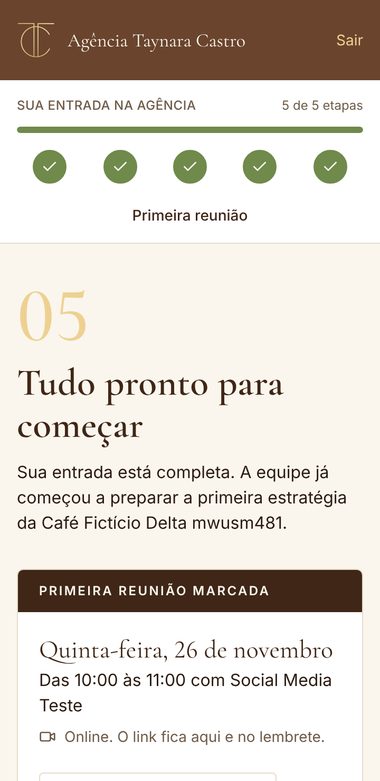 Agência Taynara Castro
Sair
SUA ENTRADA NA AGÊNCIA
5 de 5 etapas
Primeira reunião
05
Tudo pronto para
começar
Sua entrada está completa. A equipe já
começou a preparar a primeira estratégia
da Café Fictício Delta mwusm481.
PRIMEIRA REUNIÃO MARCADA
Quinta-feira, 26 de novembro
Das 10:00 às 11:00 com Social Media
Teste
Online. O link fica aqui e no lembrete.